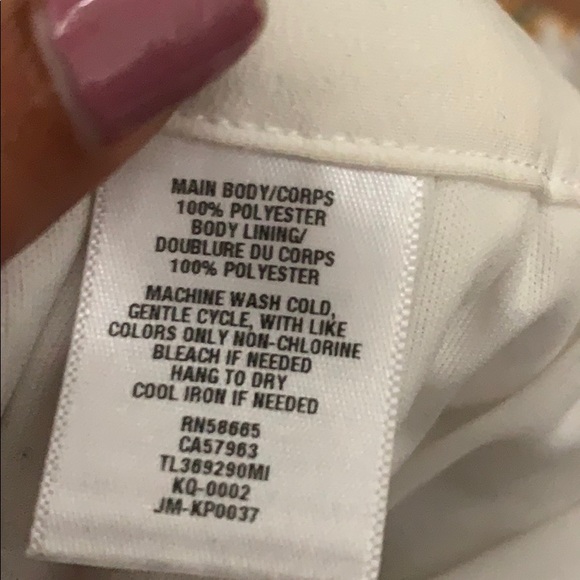 MAIN BODY/CORPS
100% POLYESTER
BODY LINING/
DOUBLURE DU CORPS
100% POLYESTER
MACHINE WASH COLD,
GENTLE CYCLE, WITH LIKE
COLORS ONLY NON-CHLORINE
BLEACH IF NEEDED
HANG TO DRY
COOL IRON IF NEEDED
RN58665
CA57963
TL369290MI
KQ-0002
JM-KP0037